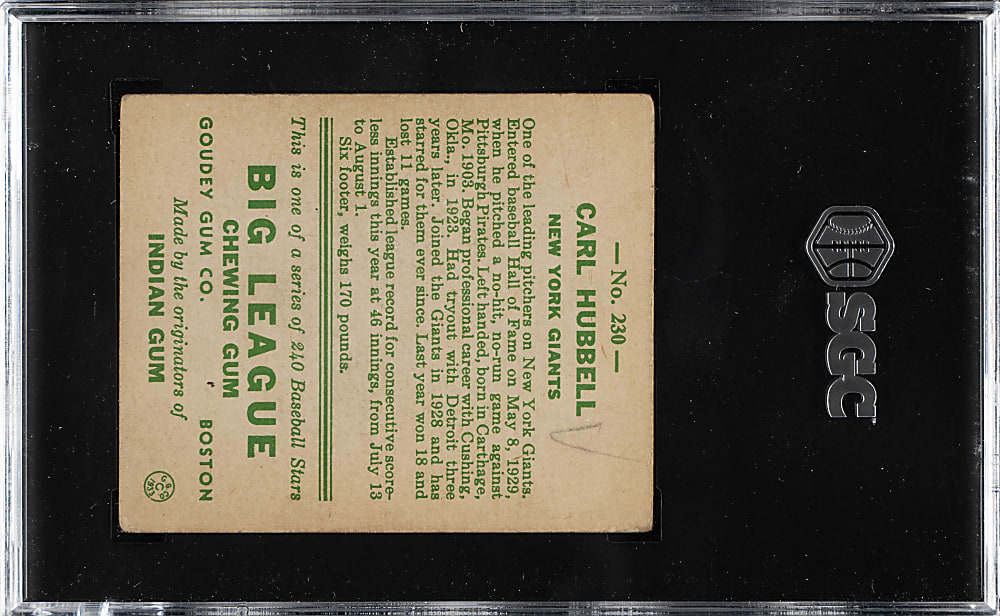 — No. 230 —
CARL HUBBELL
NEW YORK GIANTS
One of the leading pitchers on New York Giants.
Entered baseball Hall of Fame on May 8, 1929,
when he pitched a no-hit, no-run game against
Pittsburgh Pirates. Left handed, born in Carthage,
Mo. 1903. Began professional career with Cushing,
Okla., in 1923. Had tryout with Detroit three
years later. Joined the Giants in 1928 and has
starred for them ever since. Last year won 18 and
lost 11 games.
Established league record for consecutive score-
less innings this year at 46 innings, from July 13
to August 1.
Six footer, weighs 170 pounds.
This is one of a series of 240 Baseball Stars
BIG LEAGUE
CHEWING GUM
GOUDEY GUM CO. BOSTON
Made by the originators of
INDIAN GUM
SGC